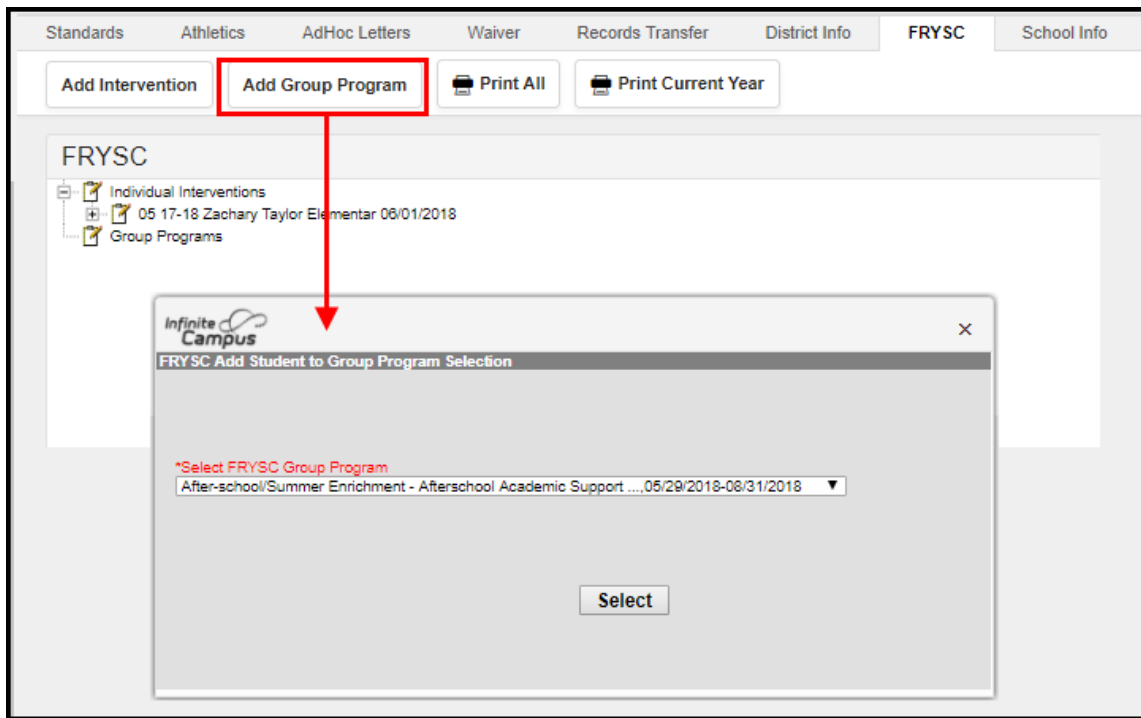 Standards Athletics AdHoc Letters Waiver Records Transfer District Info FRYSC School Info
Add Intervention Add Group Program Print All Print Current Year
FRYSC
Individual Interventions
05 17-18 Zachary Taylor Elementar 06/01/2018
Group Programs
Infinite
Campus
×
FRYSC Add Student to Group Program Selection
*Select FRYSC Group Program
After-school/Summer Enrichment - Afterschool Academic Support ...,05/29/2018-08/31/2018
Select